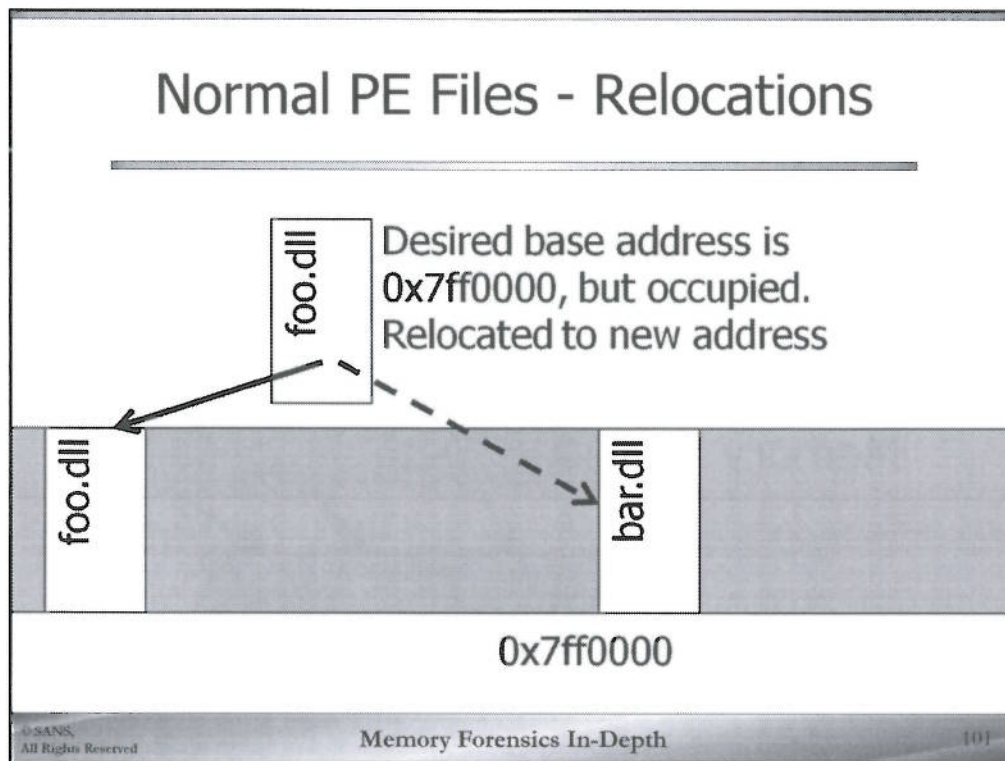 Normal PE Files - Relocations
foo.dll
Desired base address is
0x7ff0000, but occupied.
Relocated to new address
foo.dll
bar.dll
0x7ff0000
© SANS,
All Rights Reserved
Memory Forensics In-Depth
101